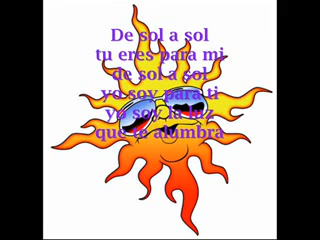 De sol a sol
tu eres para mi
de sol a sol
yo soy para ti
yo soy la luz
que te alumbra